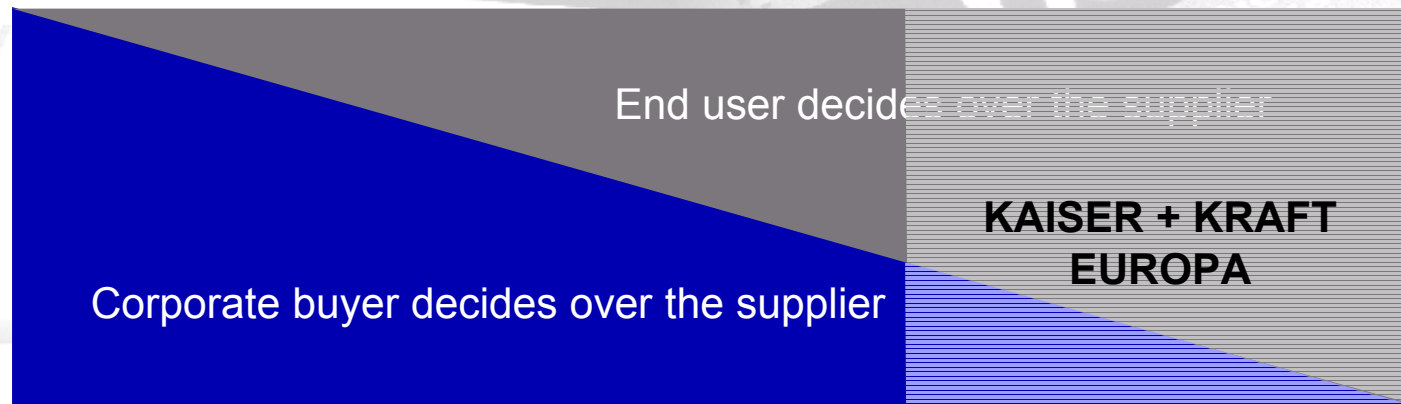 End user decides over the supplier
KAISER + KRAFT
EUROPA
Corporate buyer decides over the supplier